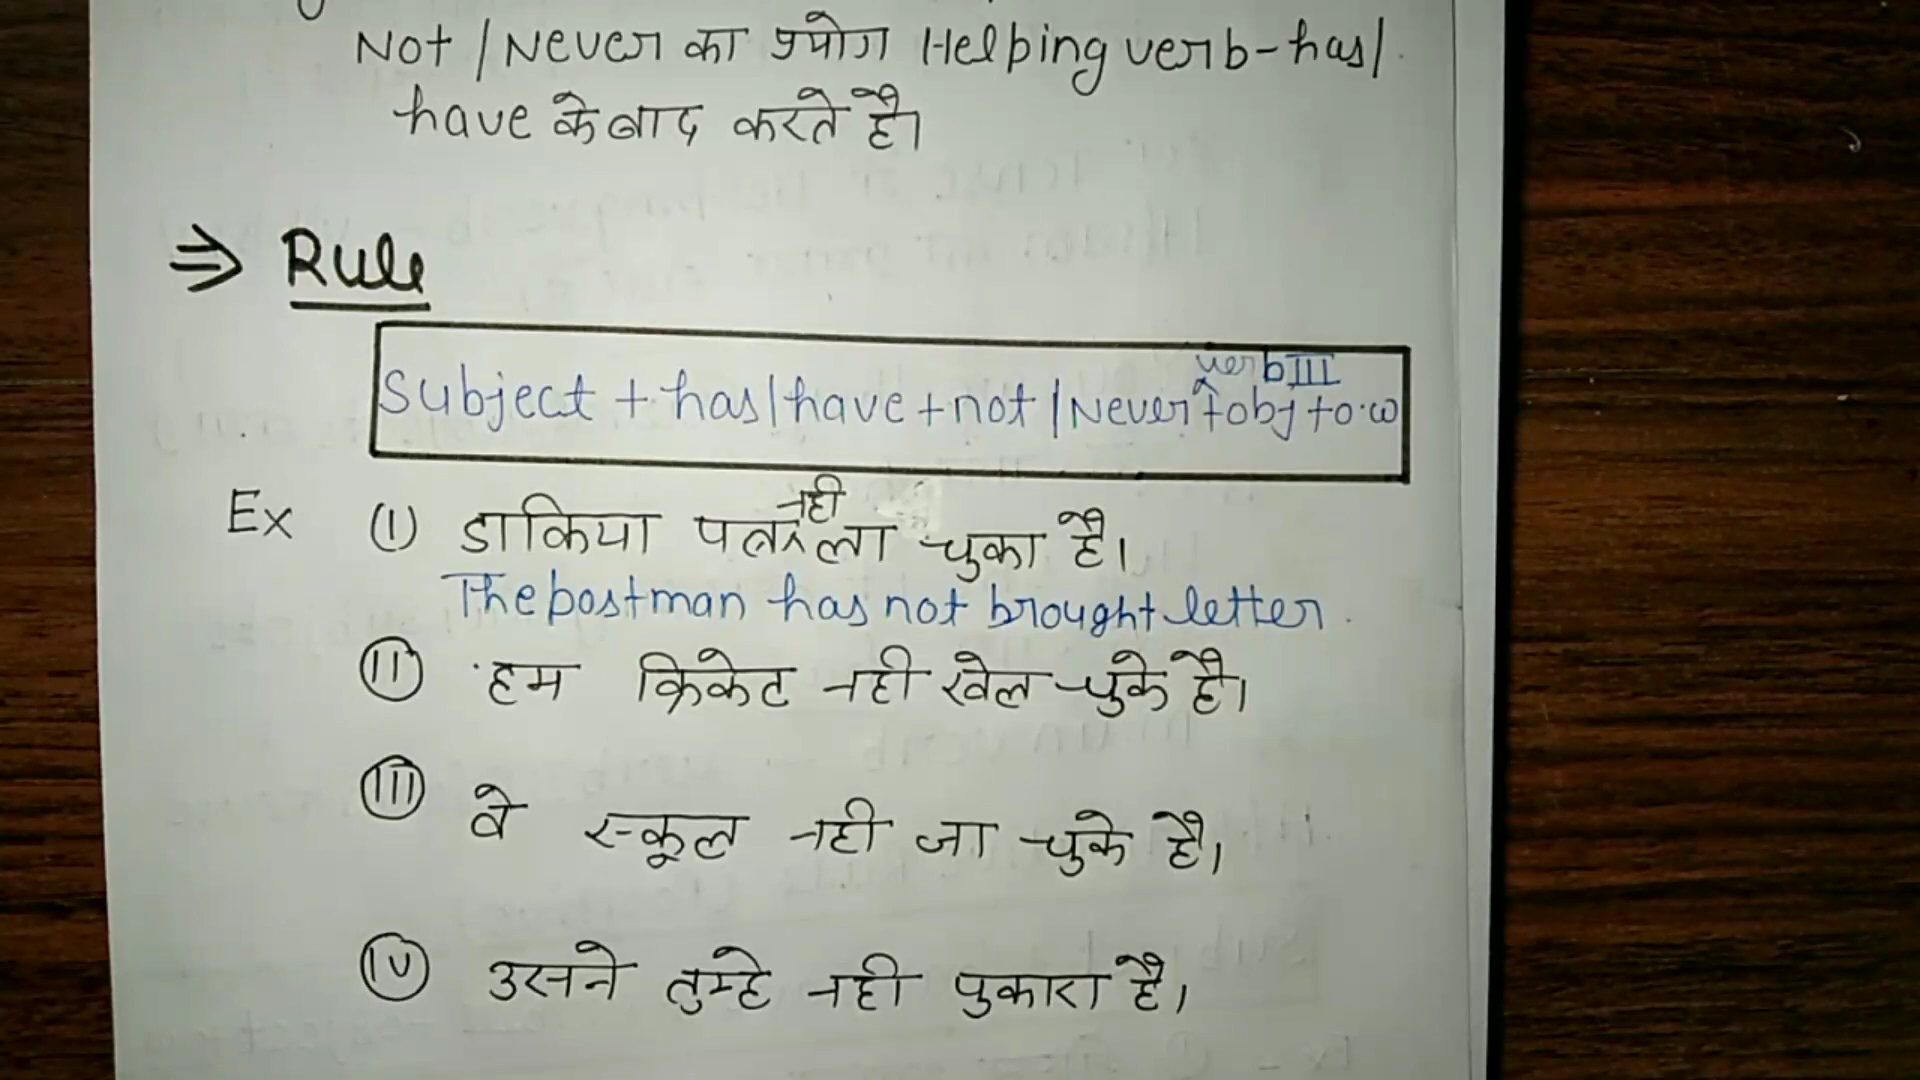 Not / Never का प्रयोग Helping verb - has/
have के बाद करते है।
⇒ Rule
Subject + has/have + not / Never + verb III + obj + o.w
Ex (I) डाकिया पत्र नही ला चुका है।
The postman has not brought letter.
(II) हम क्रिकेट नही खेल चुके है।
(III) वे स्कूल नही जा चुके है।
(IV) उसने तुम्हे नही पुकारा है।